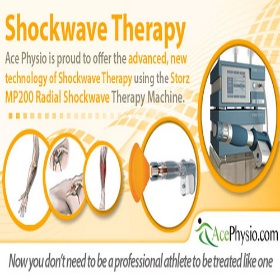 Shockwave Therapy
Ace Physio is proud to offer the advanced, new
technology of Shockwave Therapy using the Storz
MP200 Radial Shockwave Therapy Machine.
AcePhysio.com
Now you don't need to be a professional athlete to be treated like one